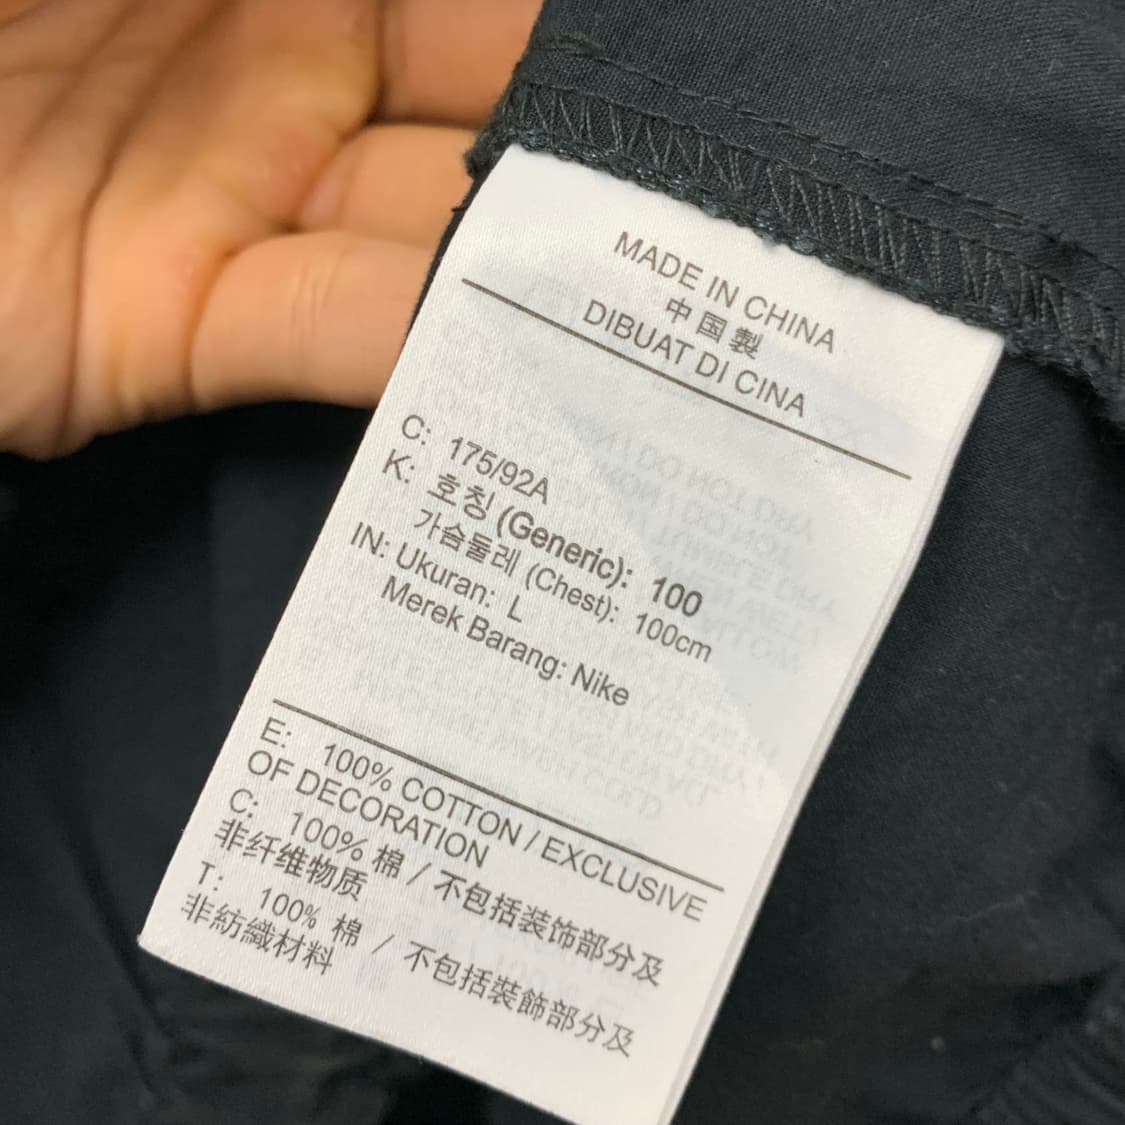 MADE IN CHINA
中国製
DIBUAT DI CINA
C: 175/92A
K: 호칭 (Generic): 100
가슴둘레 (Chest): 100cm
IN: Ukuran: L
Merek Barang: Nike
E: 100% COTTON / EXCLUSIVE
OF DECORATION
C: 100% 棉 / 不包括装饰部分及
非纤维物质
T: 100% 棉 / 不包括裝飾部分及
非紡織材料